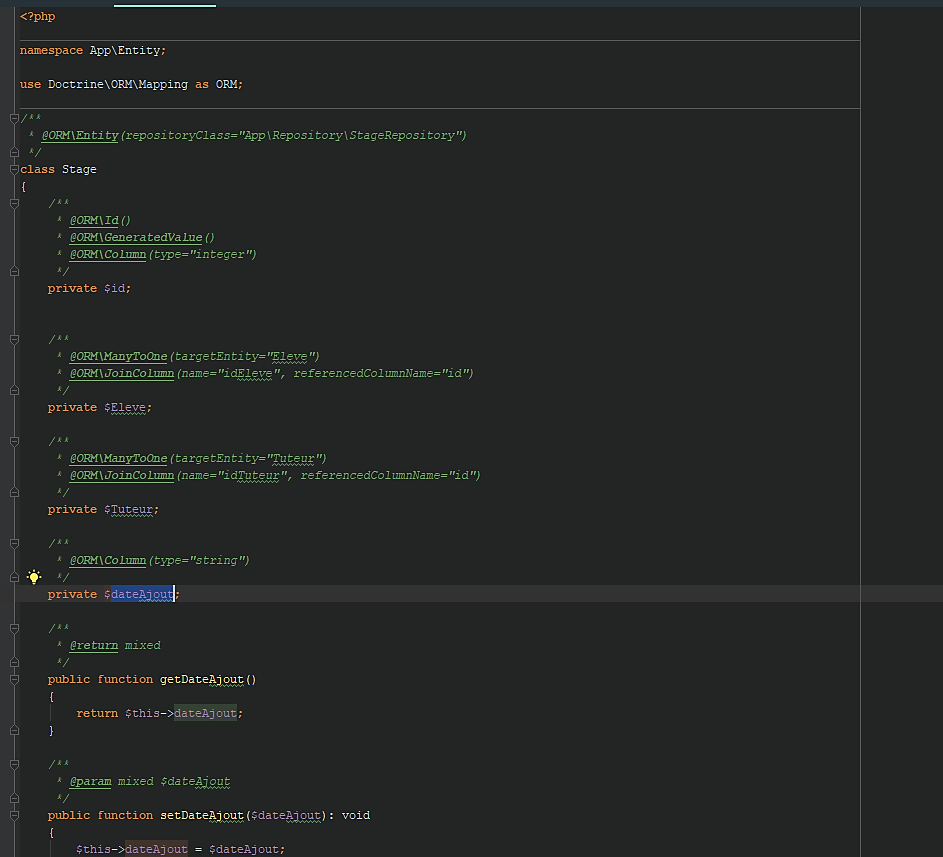 <?php
namespace App\Entity;
use Doctrine\ORM\Mapping as ORM;
/**
 * @ORM\Entity(repositoryClass="App\Repository\StageRepository")
 */
class Stage
{
    /**
     * @ORM\Id()
     * @ORM\GeneratedValue()
     * @ORM\Column(type="integer")
     */
    private $id;
    /**
     * @ORM\ManyToOne(targetEntity="Eleve")
     * @ORM\JoinColumn(name="idEleve", referencedColumnName="id")
     */
    private $Eleve;
    /**
     * @ORM\ManyToOne(targetEntity="Tuteur")
     * @ORM\JoinColumn(name="idTuteur", referencedColumnName="id")
     */
    private $Tuteur;
    /**
     * @ORM\Column(type="string")
     */
    private $dateAjout;
    /**
     * @return mixed
     */
    public function getDateAjout()
    {
        return $this->dateAjout;
    }
    /**
     * @param mixed $dateAjout
     */
    public function setDateAjout($dateAjout): void
    {
        $this->dateAjout = $dateAjout;